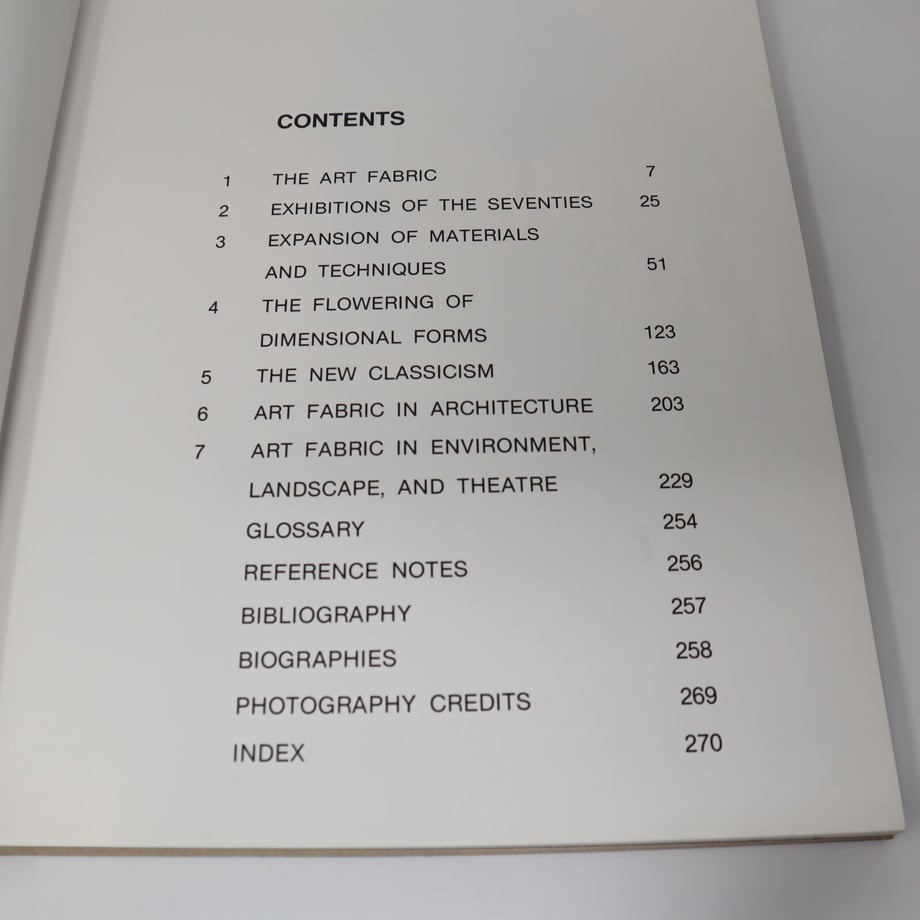 CONTENTS
1 THE ART FABRIC 7
2 EXHIBITIONS OF THE SEVENTIES 25
3 EXPANSION OF MATERIALS
AND TECHNIQUES 51
4 THE FLOWERING OF
DIMENSIONAL FORMS 123
5 THE NEW CLASSICISM 163
6 ART FABRIC IN ARCHITECTURE 203
7 ART FABRIC IN ENVIRONMENT,
LANDSCAPE, AND THEATRE 229
GLOSSARY 254
REFERENCE NOTES 256
BIBLIOGRAPHY 257
BIOGRAPHIES 258
PHOTOGRAPHY CREDITS 269
INDEX 270